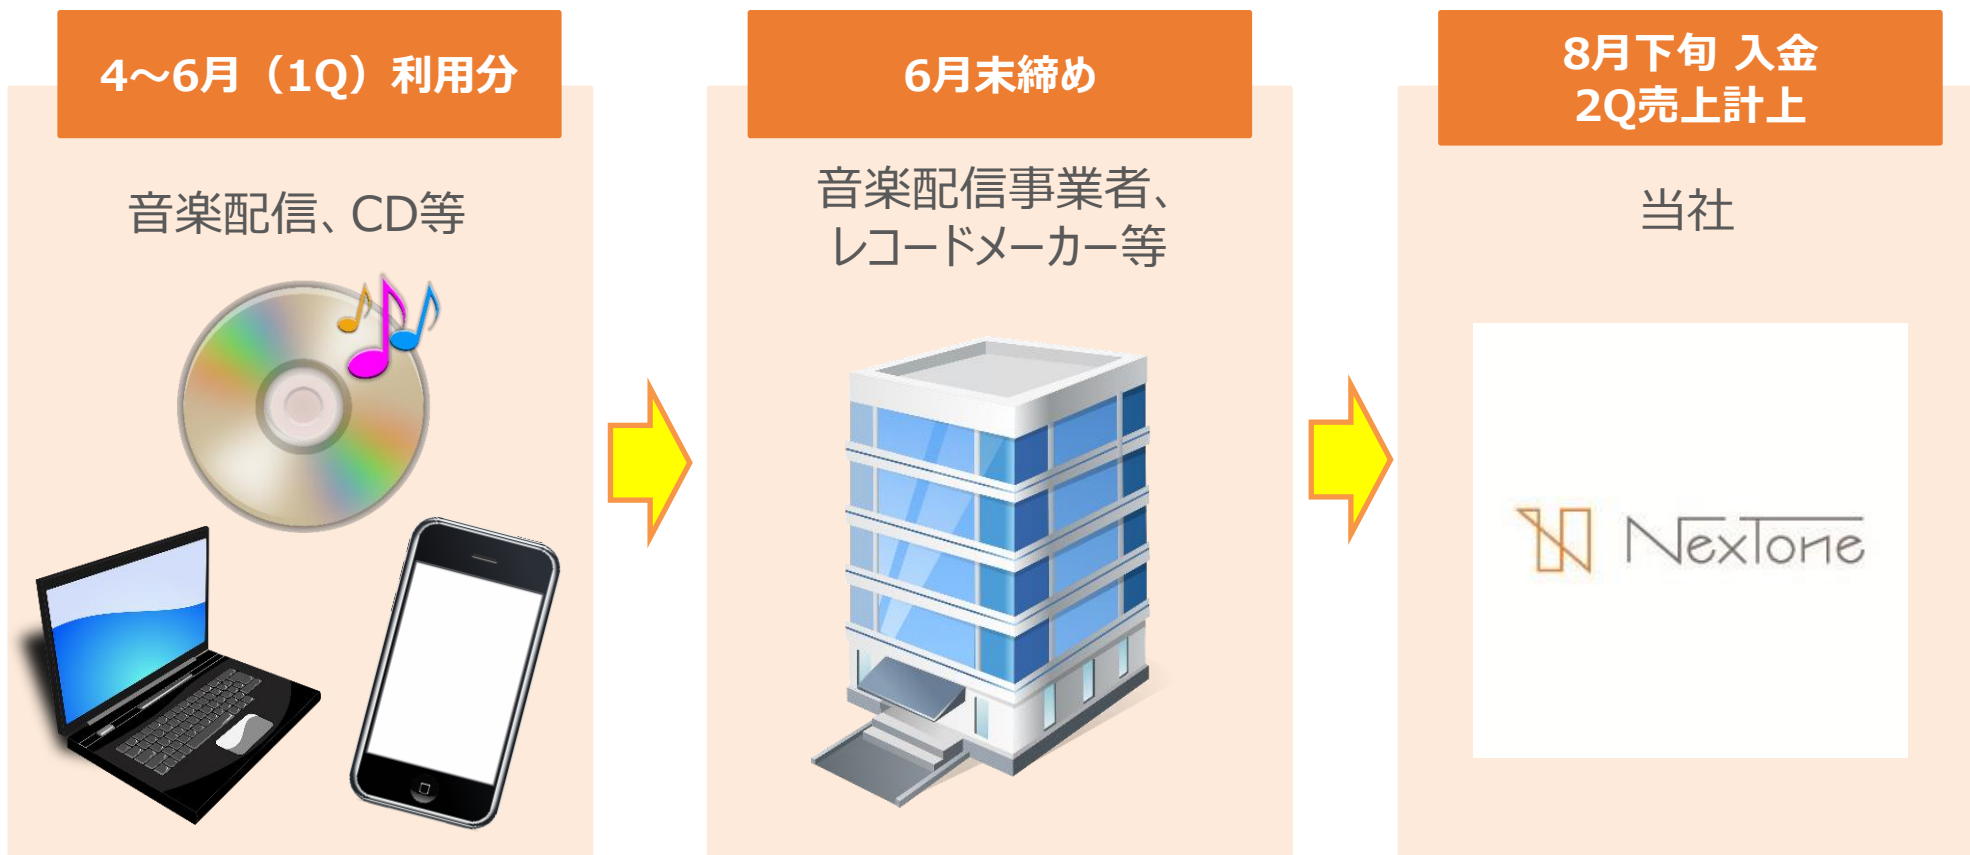 4～6月（1Q）利用分
音楽配信、CD等
6月末締め
音楽配信事業者、
レコードメーカー等
8月下旬 入金
2Q売上計上
当社
NexTone